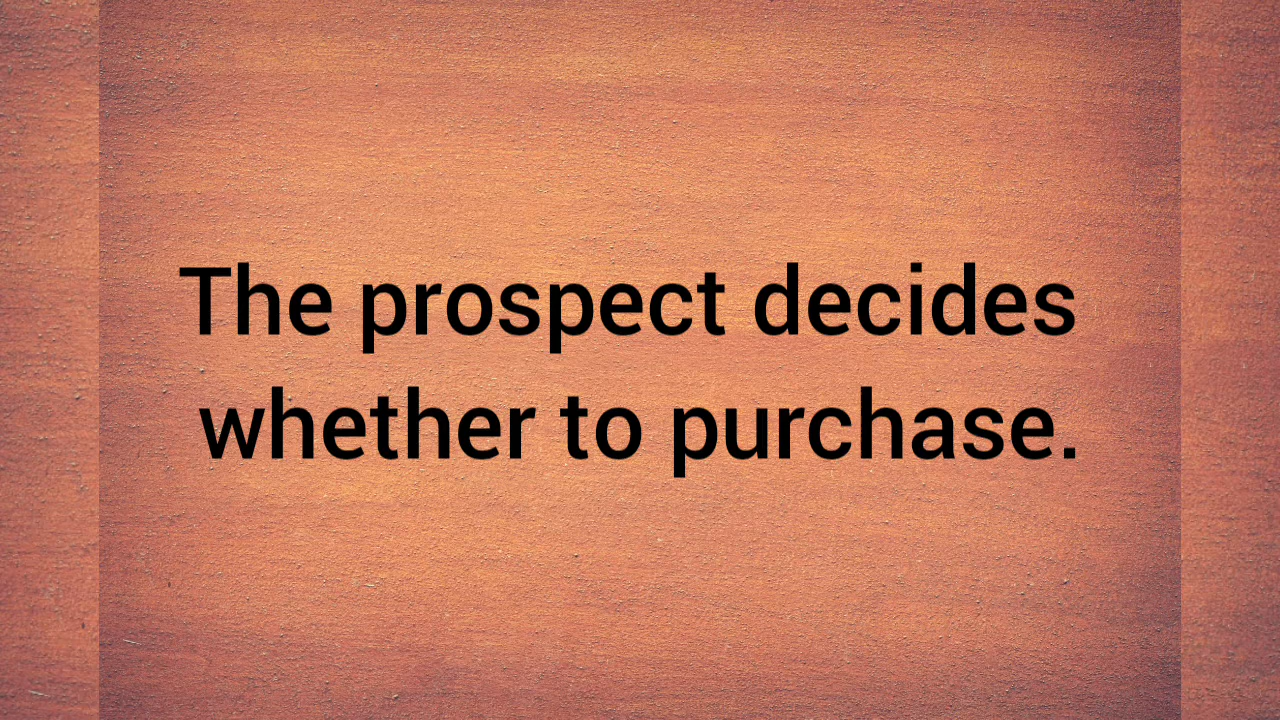 The prospect decides
whether to purchase.